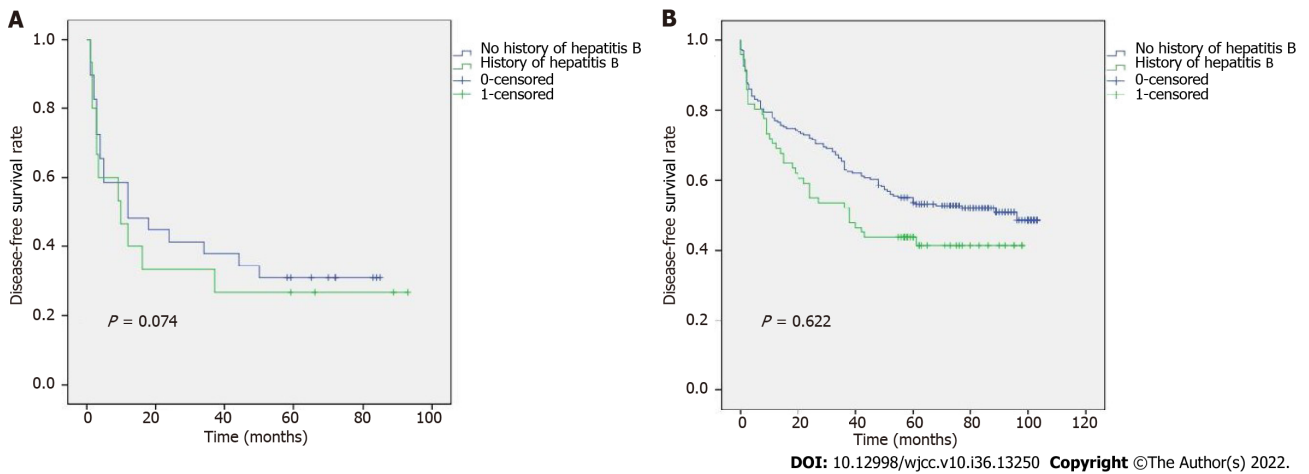 A
1.0
0.8
0.6
0.4
0.2
0.0
Disease-free survival rate
P = 0.074
0 20 40 60 80 100
Time (months)
No history of hepatitis B
History of hepatitis B
0-censored
1-censored
B
1.0
0.8
0.6
0.4
0.2
0.0
Disease-free survival rate
P = 0.622
0 20 40 60 80 100 120
Time (months)
No history of hepatitis B
History of hepatitis B
0-censored
1-censored
DOI: 10.12998/wjcc.v10.i36.13250 Copyright ©The Author(s) 2022.